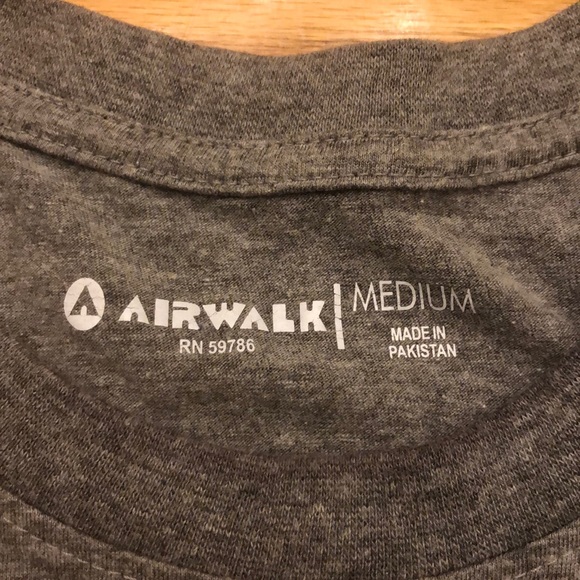 AIRWALK
RN 59786
MEDIUM
MADE IN
PAKISTAN